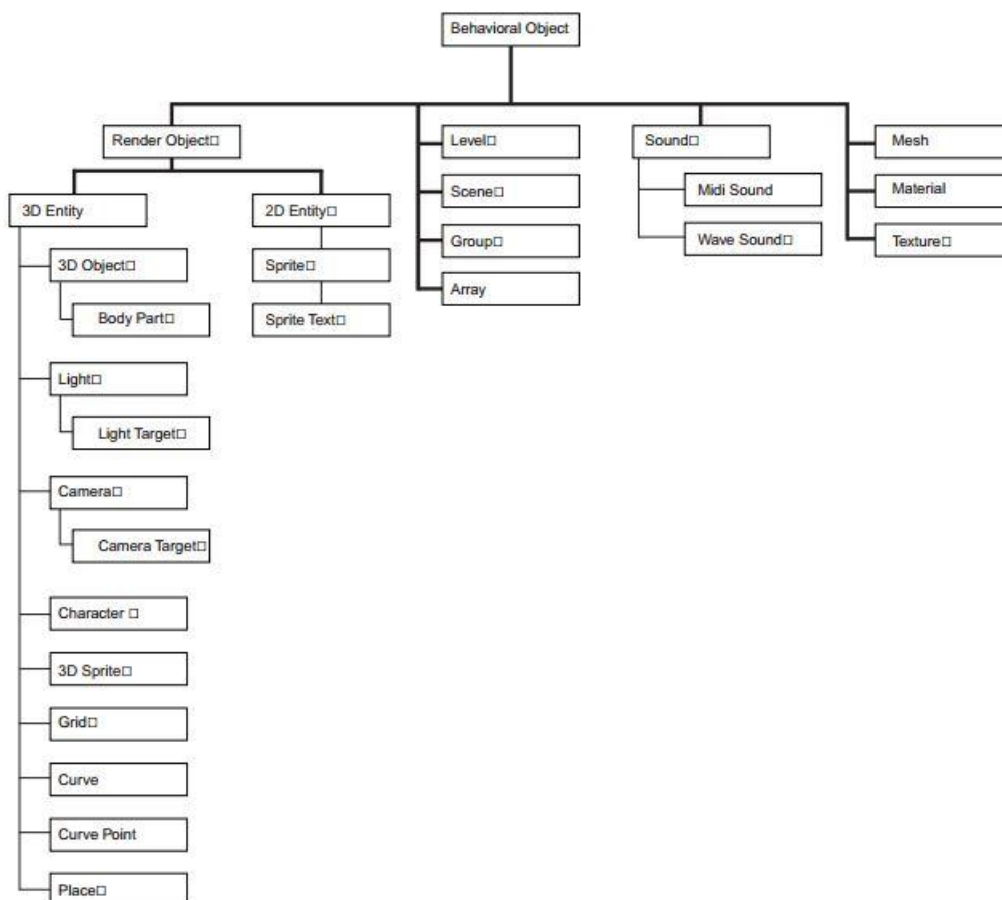 Behavioral Object
Render Object□
Level□
Sound□
Mesh
Scene□
Midi Sound
Material
3D Entity
2D Entity□
Group□
Wave Sound□
Texture□
3D Object□
Sprite□
Array
Body Part□
Sprite Text□
Light□
Light Target□
Camera□
Camera Target□
Character □
3D Sprite□
Grid□
Curve
Curve Point
Place□